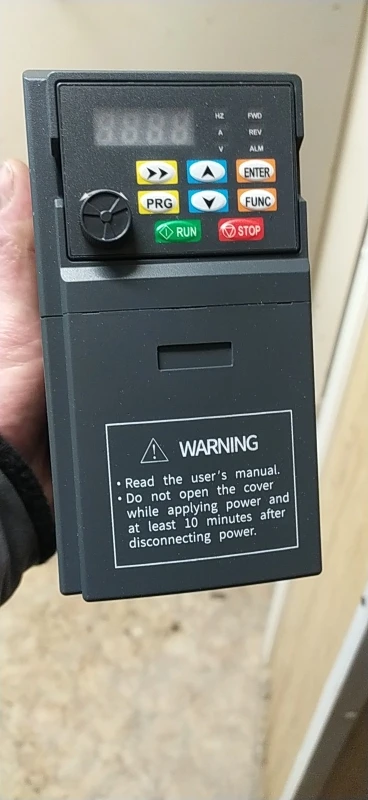 HZ FWD
A REV
V ALM
>> ENTER
PRG FUNC
RUN STOP
WARNING
• Read the user's manual.
• Do not open the cover
while applying power and
at least 10 minutes after
disconnecting power.